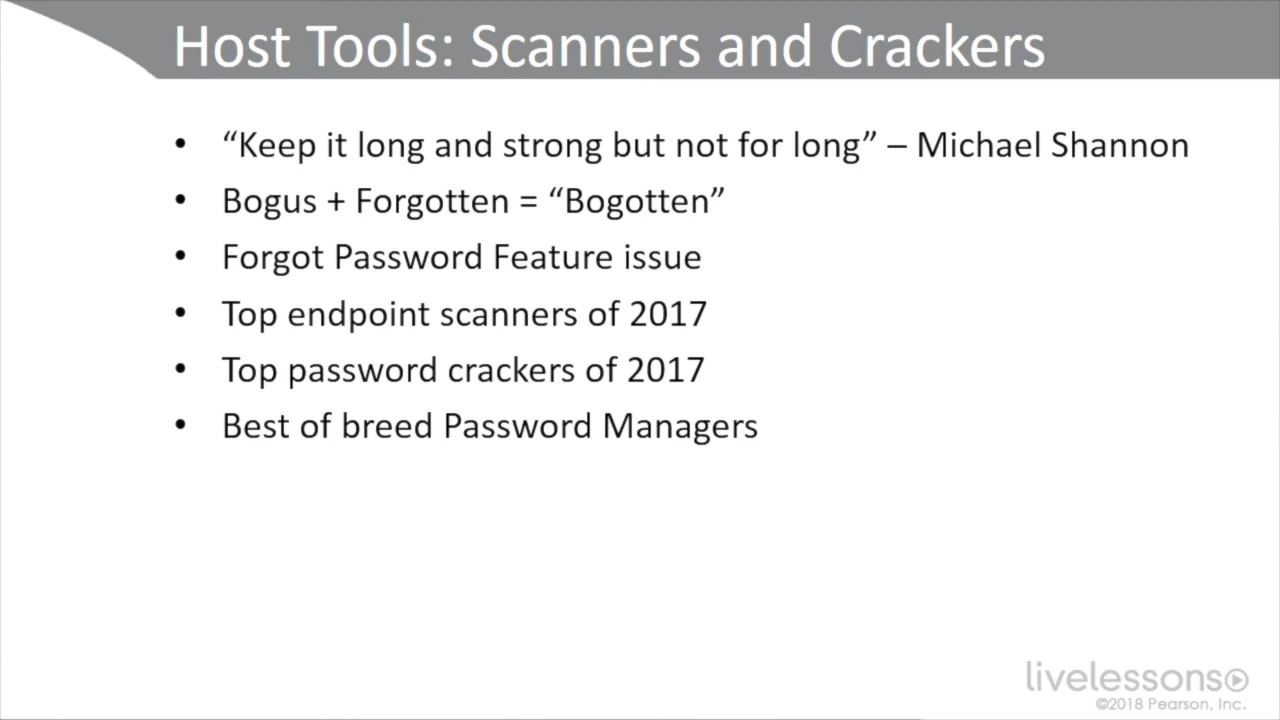 Host Tools: Scanners and Crackers
• “Keep it long and strong but not for long” – Michael Shannon
• Bogus + Forgotten = “Bogotten”
• Forgot Password Feature issue
• Top endpoint scanners of 2017
• Top password crackers of 2017
• Best of breed Password Managers
livelessons
©2018 Pearson, Inc.